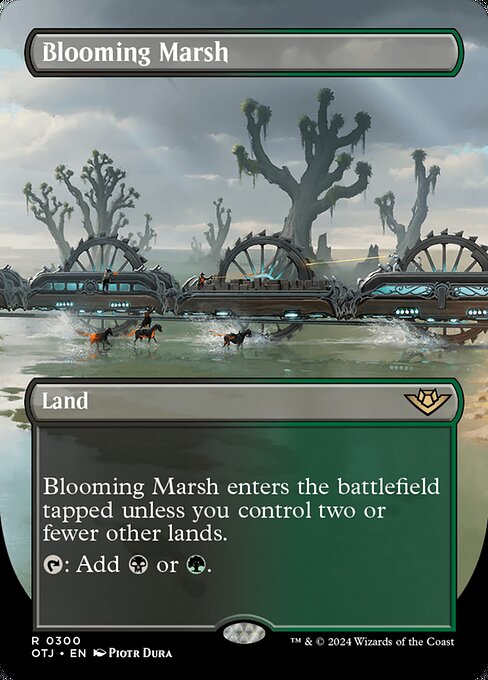 Blooming Marsh
Land
Blooming Marsh enters the battlefield
tapped unless you control two or
fewer other lands.
: Add or .
R 0300
OTJ • EN Piotr Dura
™ & © 2024 Wizards of the Coast